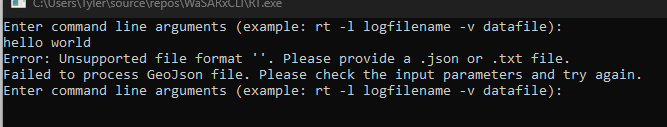 C:\Users\Tyler\source\repos\WaSARxCLI\RT.exe
Enter command line arguments (example: rt -l logfilename -v datafile):
hello world
Error: Unsupported file format ''. Please provide a .json or .txt file.
Failed to process GeoJson file. Please check the input parameters and try again.
Enter command line arguments (example: rt -l logfilename -v datafile):